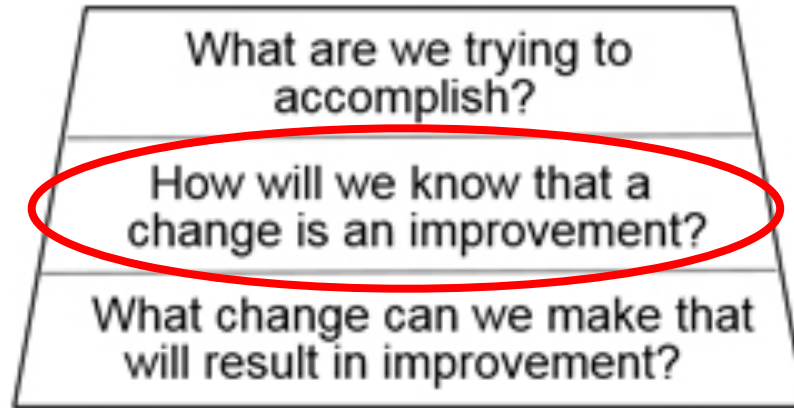 What are we trying to
accomplish?
How will we know that a
change is an improvement?
What change can we make that
will result in improvement?